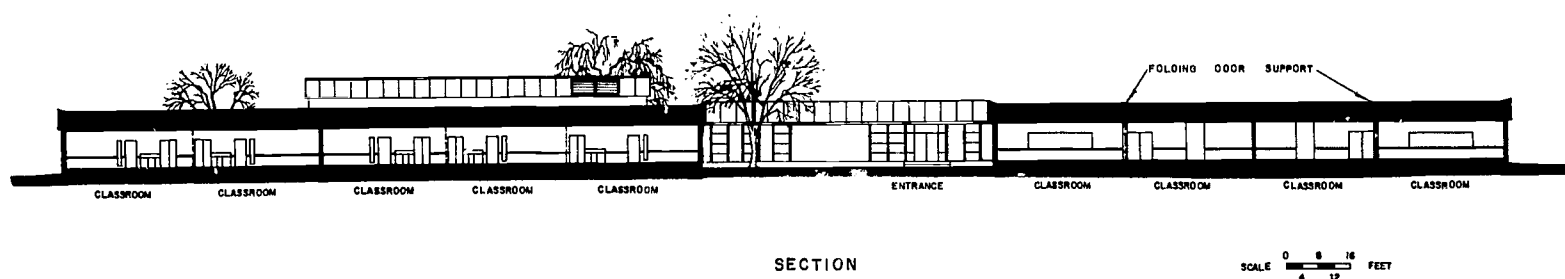 FOLDING DOOR SUPPORT
CLASSROOM CLASSROOM CLASSROOM CLASSROOM CLASSROOM ENTRANCE CLASSROOM CLASSROOM CLASSROOM CLASSROOM
SECTION
0 8 16
SCALE FEET
4 12